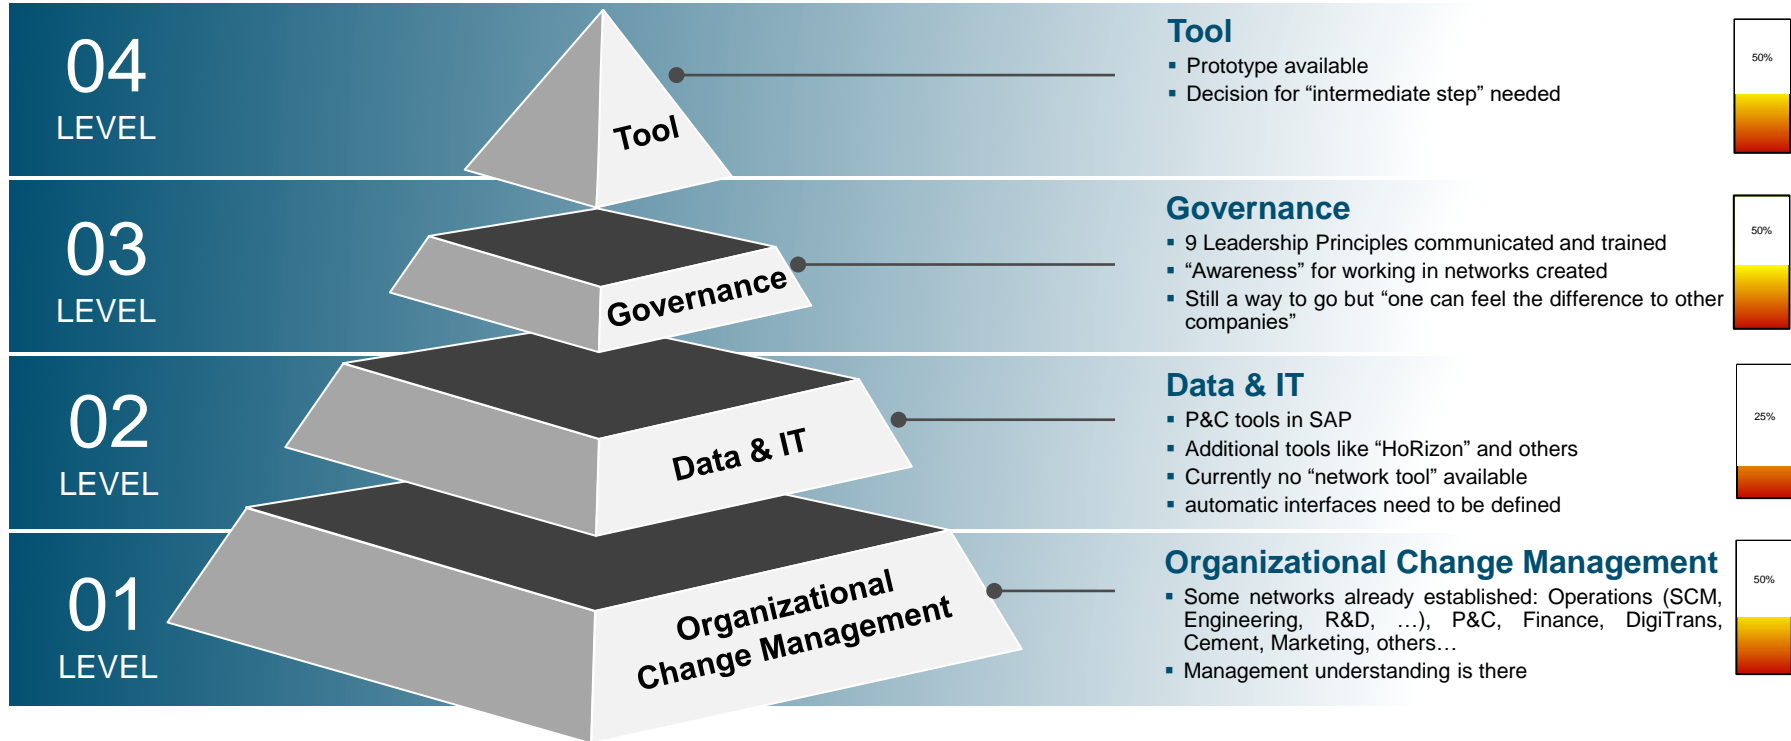 04
LEVEL
Tool
Tool
▪ Prototype available
▪ Decision for “intermediate step” needed
50%
03
LEVEL
Governance
Governance
▪ 9 Leadership Principles communicated and trained
▪ “Awareness” for working in networks created
▪ Still a way to go but “one can feel the difference to other
companies”
50%
02
LEVEL
Data & IT
Data & IT
▪ P&C tools in SAP
▪ Additional tools like “HoRizon” and others
▪ Currently no “network tool” available
▪ automatic interfaces need to be defined
25%
01
LEVEL
Organizational
Change Management
Organizational Change Management
▪ Some networks already established: Operations (SCM,
Engineering, R&D, …), P&C, Finance, DigiTrans,
Cement, Marketing, others…
▪ Management understanding is there
50%